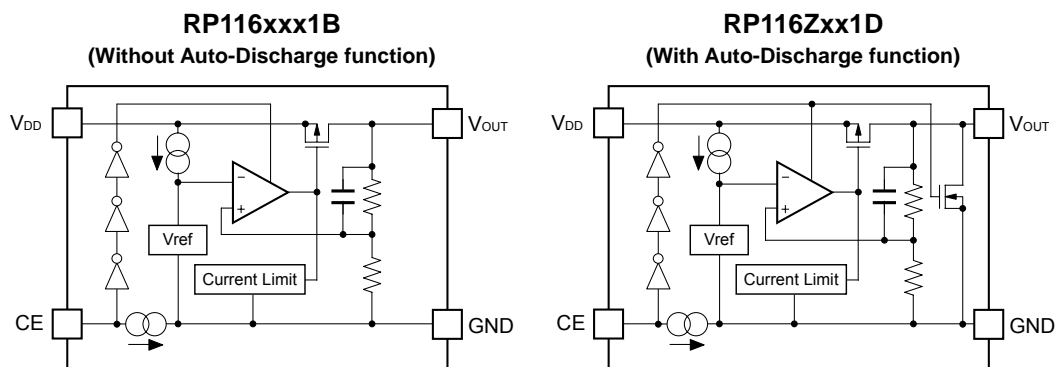 RP116xxx1B
(Without Auto-Discharge function)
VDD
VOUT
−
+
Vref
Current Limit
CE
GND
RP116Zxx1D
(With Auto-Discharge function)
VDD
VOUT
−
+
Vref
Current Limit
CE
GND